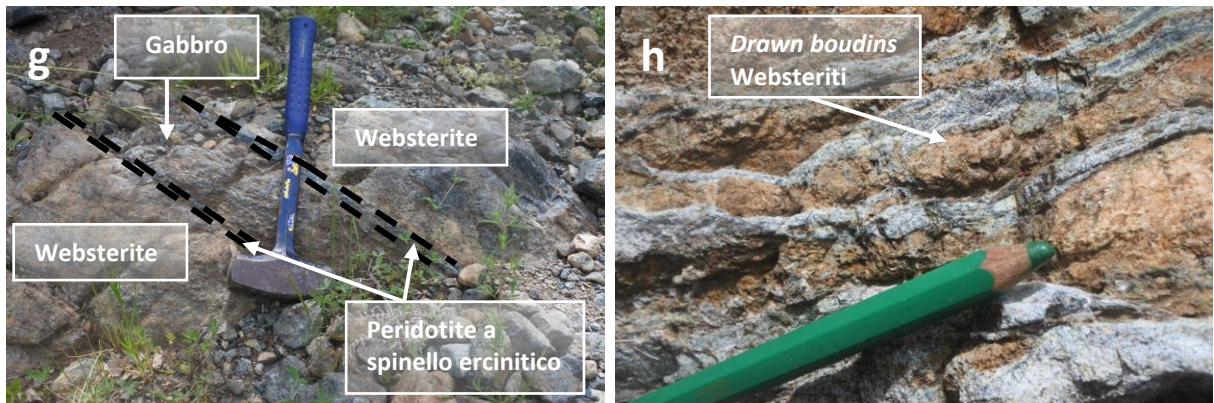 g
Gabbro
Websterite
Websterite
Peridotite a
spinello ercinitico
h
Drawn boudins
Websteriti